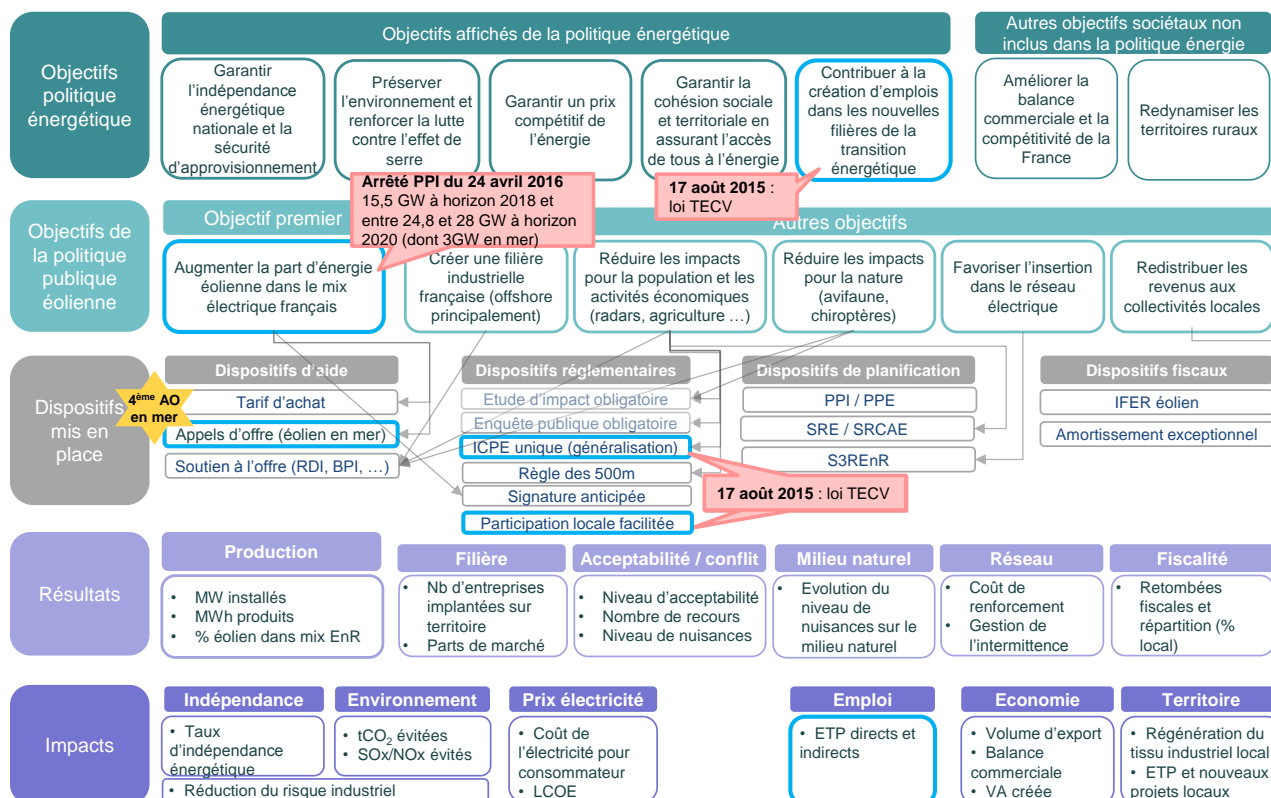 Objectifs
politique
énergétique
Objectifs affichés de la politique énergétique
Autres objectifs sociétaux non
inclus dans la politique énergie
Garantir
l’indépendance
énergétique
nationale et la
sécurité
d’approvisionnement
Préserver
l’environnement et
renforcer la lutte
contre l’effet de
serre
Garantir un prix
compétitif de
l’énergie
Garantir la
cohésion sociale
et territoriale en
assurant l’accès
de tous à l’énergie
Contribuer à la
création d’emplois
dans les nouvelles
filières de la
transition
énergétique
Améliorer la
balance
commerciale et la
compétitivité de la
France
Redynamiser les
territoires ruraux
Arrêté PPI du 24 avril 2016
15,5 GW à horizon 2018 et
entre 24,8 et 28 GW à horizon
2020 (dont 3GW en mer)
17 août 2015 :
loi TECV
Objectifs de
la politique
publique
éolienne
Objectif premier
Autres objectifs
Augmenter la part d’énergie
éolienne dans le mix
électrique français
Créer une filière
industrielle
française (offshore
principalement)
Réduire les impacts
pour la population et les
activités économiques
(radars, agriculture …)
Réduire les impacts
pour la nature
(avifaune,
chiroptères)
Favoriser l’insertion
dans le réseau
électrique
Redistribuer les
revenus aux
collectivités locales
Dispositifs
mis en
place
4ème AO
en mer
Dispositifs d’aide
Tarif d’achat
Appels d’offre (éolien en mer)
Soutien à l’offre (RDI, BPI, …)
Dispositifs réglementaires
Etude d’impact obligatoire
Enquête publique obligatoire
ICPE unique (généralisation)
Règle des 500m
Signature anticipée
Participation locale facilitée
Dispositifs de planification
PPI / PPE
SRE / SRCAE
S3REnR
17 août 2015 : loi TECV
Dispositifs fiscaux
IFER éolien
Amortissement exceptionnel
Résultats
Production
• MW installés
• MWh produits
• % éolien dans mix EnR
Filière
• Nb d’entreprises
implantées sur
territoire
• Parts de marché
Acceptabilité / conflit
• Niveau d’acceptabilité
• Nombre de recours
• Niveau de nuisances
Milieu naturel
• Evolution du
niveau de
nuisances sur le
milieu naturel
Réseau
• Coût de
renforcement
• Gestion de
l’intermittence
Fiscalité
• Retombées
fiscales et
répartition (%
local)
Impacts
Indépendance
• Taux
d’indépendance
énergétique
Environnement
• tCO2 évitées
• SOx/NOx évités
• Réduction du risque industriel
Prix électricité
• Coût de
l’électricité pour
consommateur
• LCOE
Emploi
• ETP directs et
indirects
Economie
• Volume d’export
• Balance
commerciale
• VA créée
Territoire
• Régénération du
tissu industriel local
• ETP et nouveaux
projets locaux